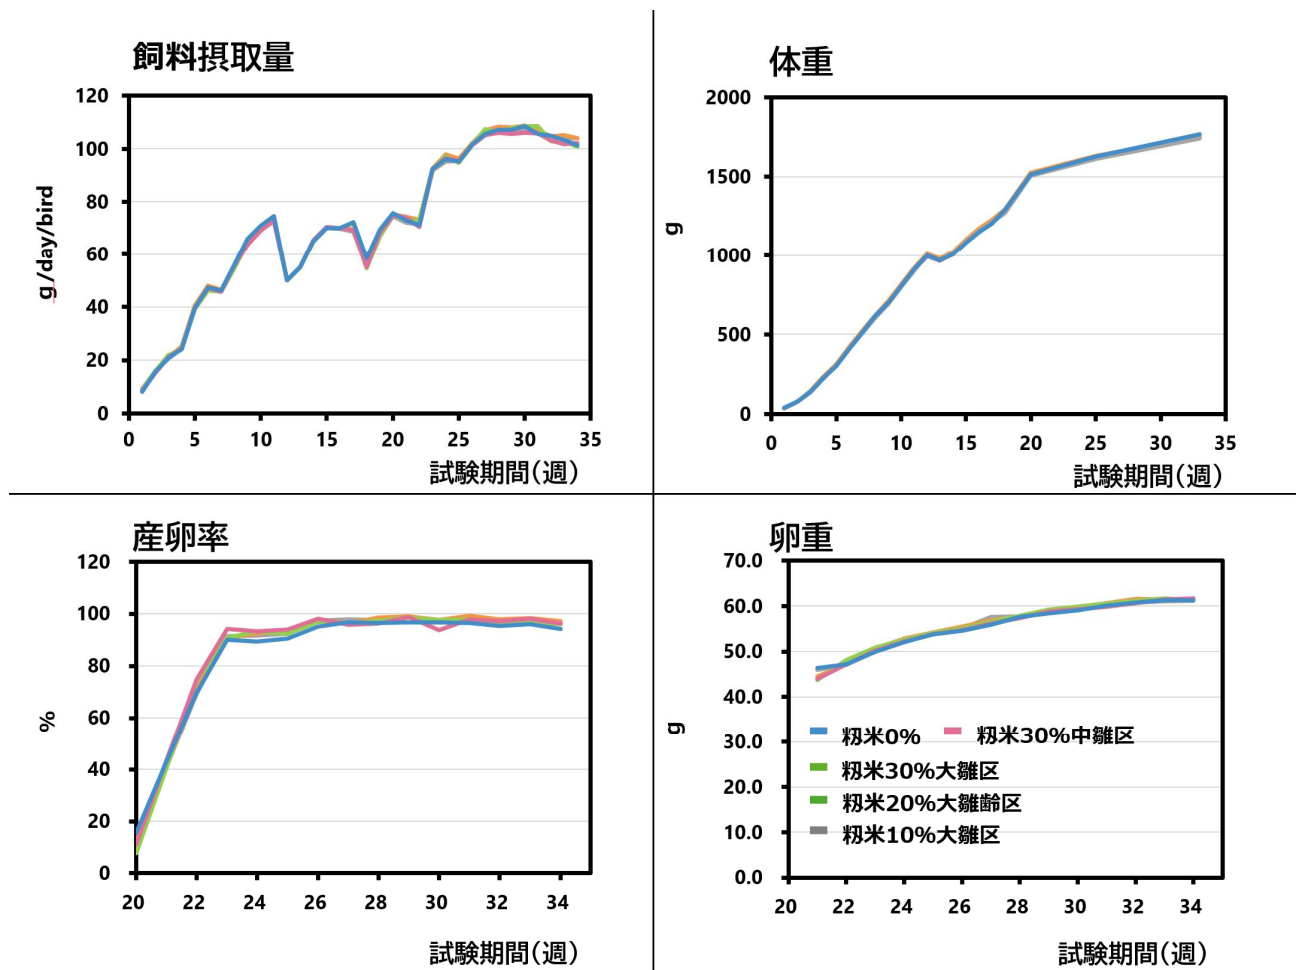 飼料摂取量
g/day/bird
120
100
80
60
40
20
0
0 5 10 15 20 25 30 35
試験期間(週)
体重
g
2000
1500
1000
500
0
0 5 10 15 20 25 30 35
試験期間(週)
産卵率
%
120
100
80
60
40
20
0
20 22 24 26 28 30 32 34
試験期間(週)
卵重
g
70.0
60.0
50.0
40.0
30.0
20.0
10.0
0.0
籾米0% 籾米30%中雛区
籾米30%大雛区
籾米20%大雛齢区
籾米10%大雛区
20 22 24 26 28 30 32 34
試験期間(週)